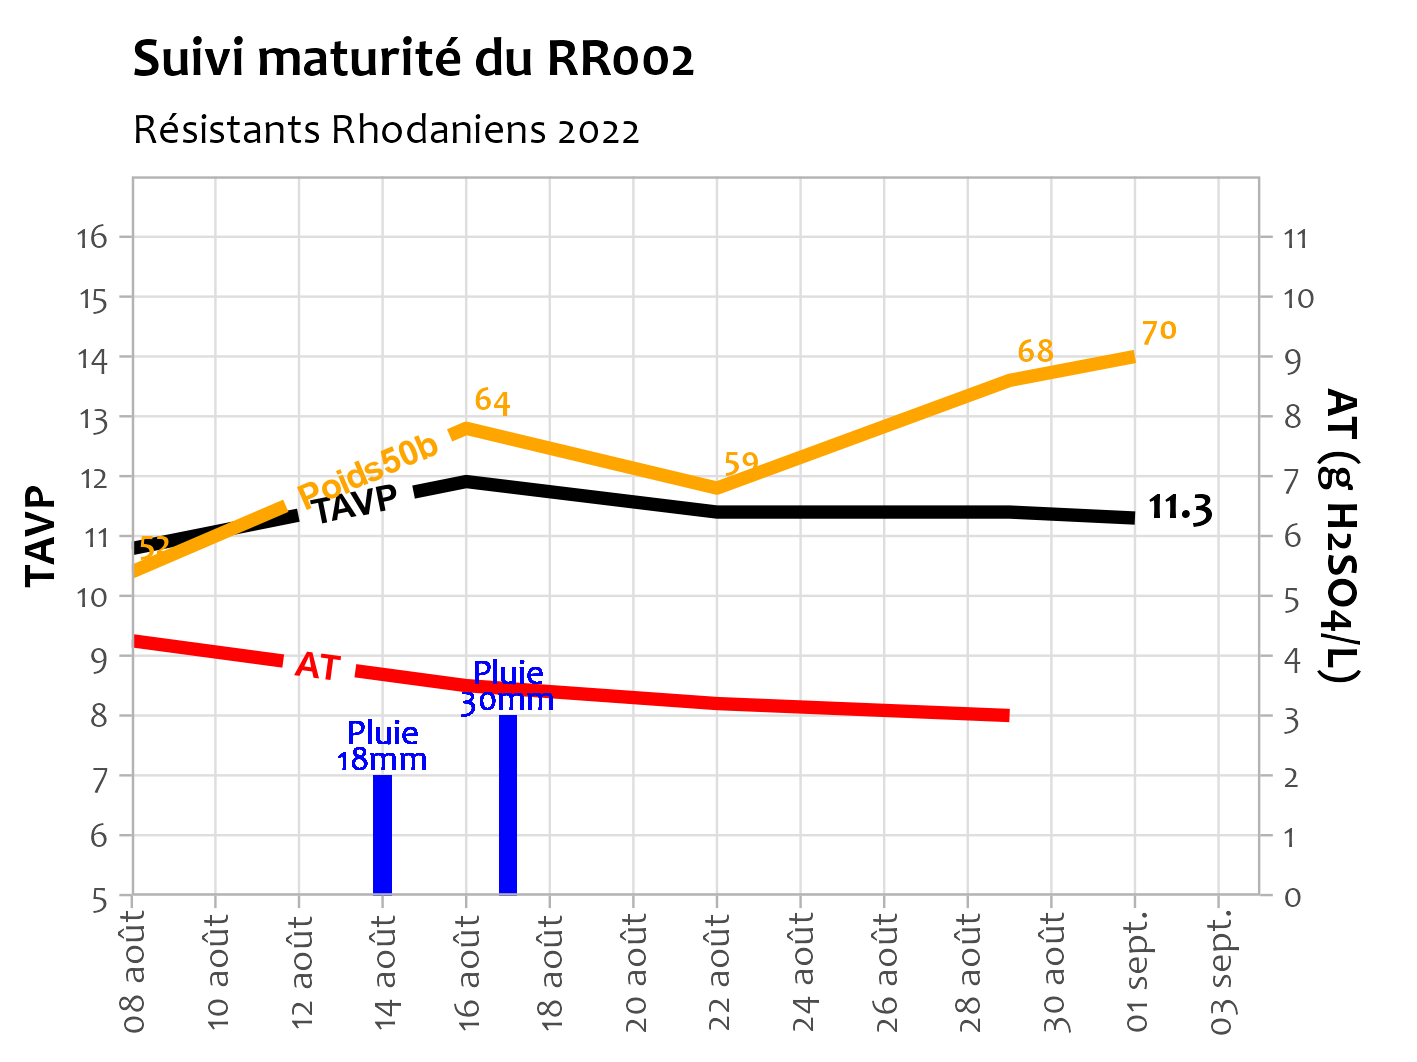 Suivi maturité du RR002
Résistants Rhodaniens 2022
TAVP
16
15
14
13
12
11
10
9
8
7
6
5
52
Poids50b
TAVP
64
59
68
70
11.3
AT
Pluie
18mm
Pluie
30mm
11
10
9
8
7
6
5
4
3
2
1
0
AT (g H2SO4/L)
08 août
10 août
12 août
14 août
16 août
18 août
20 août
22 août
24 août
26 août
28 août
30 août
01 sept.
03 sept.